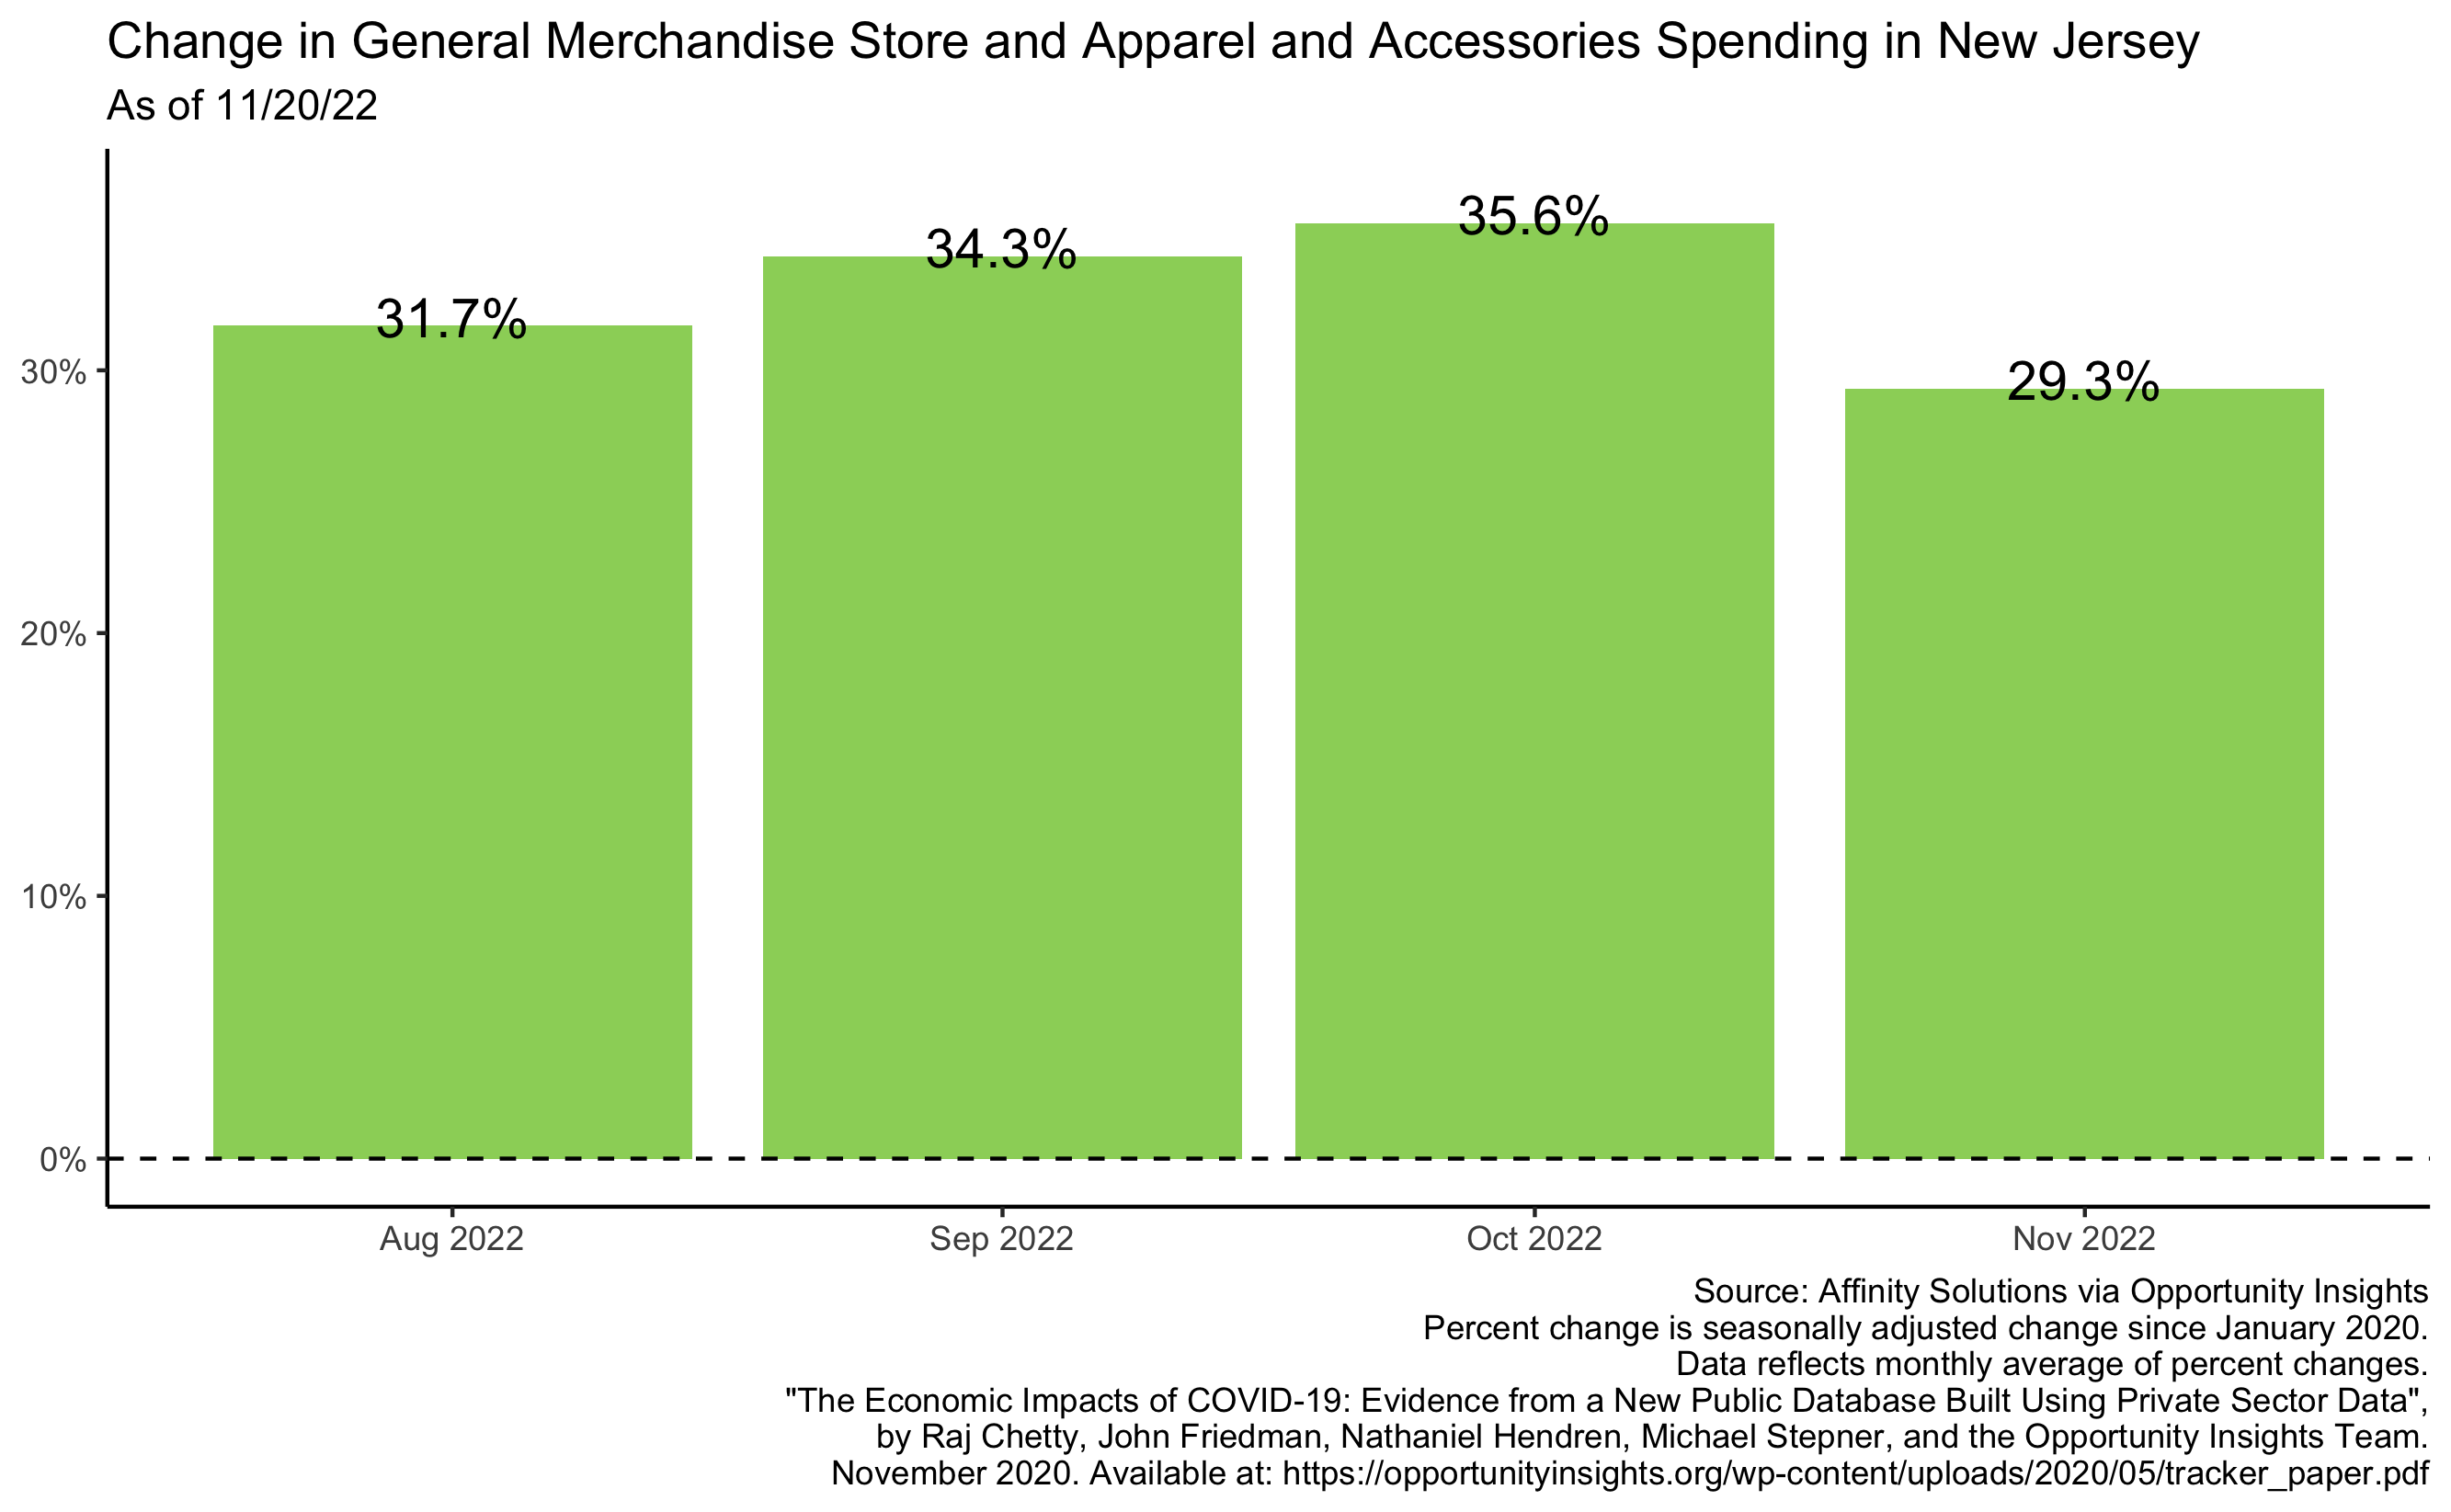 Change in General Merchandise Store and Apparel and Accessories Spending in New Jersey
As of 11/20/22
35.6%
34.3%
31.7%
29.3%
30%
20%
10%
0%
Aug 2022
Sep 2022
Oct 2022
Nov 2022
Source: Affinity Solutions via Opportunity Insights
Percent change is seasonally adjusted change since January 2020.
Data reflects monthly average of percent changes.
"The Economic Impacts of COVID-19: Evidence from a New Public Database Built Using Private Sector Data",
by Raj Chetty, John Friedman, Nathaniel Hendren, Michael Stepner, and the Opportunity Insights Team.
November 2020. Available at: https://opportunityinsights.org/wp-content/uploads/2020/05/tracker_paper.pdf